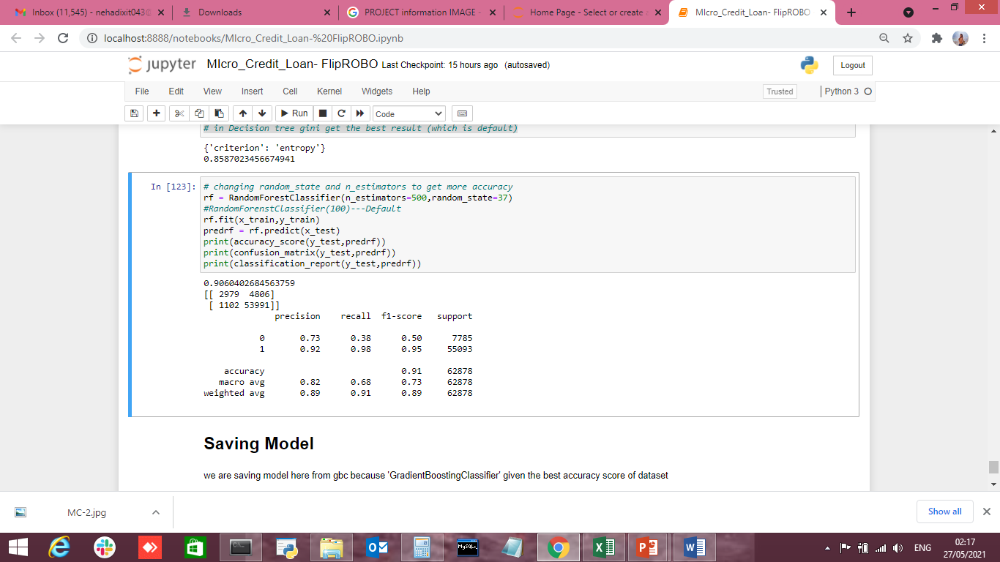 Inbox (11,545) - nehadixit043@
Downloads
PROJECT information IMAGE -
Home Page - Select or create a
MIcro_Credit_Loan- FlipROBO
localhost:8888/notebooks/MIcro_Credit_Loan-%20FlipROBO.ipynb
jupyter MIcro_Credit_Loan- FlipROBO Last Checkpoint: 15 hours ago (autosaved)
Logout
File Edit View Insert Cell Kernel Widgets Help
Trusted
Python 3
Run
Code
# in Decision tree gini get the best result (which is default)
{'criterion': 'entropy'}
0.8587023456674941
In [123]:
# changing random_state and n_estimators to get more accuracy
rf = RandomForestClassifier(n_estimators=500,random_state=37)
#RandomForenstClassifier(100)---Default
rf.fit(x_train,y_train)
predrf = rf.predict(x_test)
print(accuracy_score(y_test,predrf))
print(confusion_matrix(y_test,predrf))
print(classification_report(y_test,predrf))
0.9060402684563759
[[ 2979 4806]
[ 1102 53991]]
precision recall f1-score support
0 0.73 0.38 0.50 7785
1 0.92 0.98 0.95 55093
accuracy 0.91 62878
macro avg 0.82 0.68 0.73 62878
weighted avg 0.89 0.91 0.89 62878
Saving Model
we are saving model here from gbc because 'GradientBoostingClassifier' given the best accuracy score of dataset
MC-2.jpg
Show all
MySQL
ENG
02:17
27/05/2021